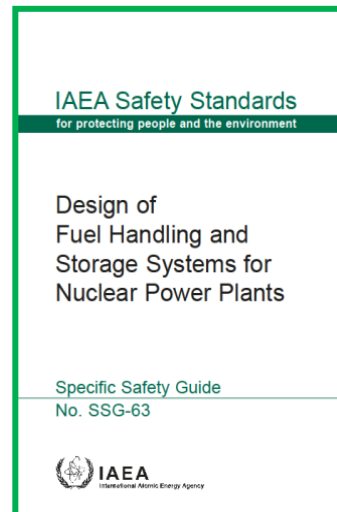 IAEA Safety Standards
for protecting people and the environment
Design of
Fuel Handling and
Storage Systems for
Nuclear Power Plants
Specific Safety Guide
No. SSG-63
IAEA
International Atomic Energy Agency